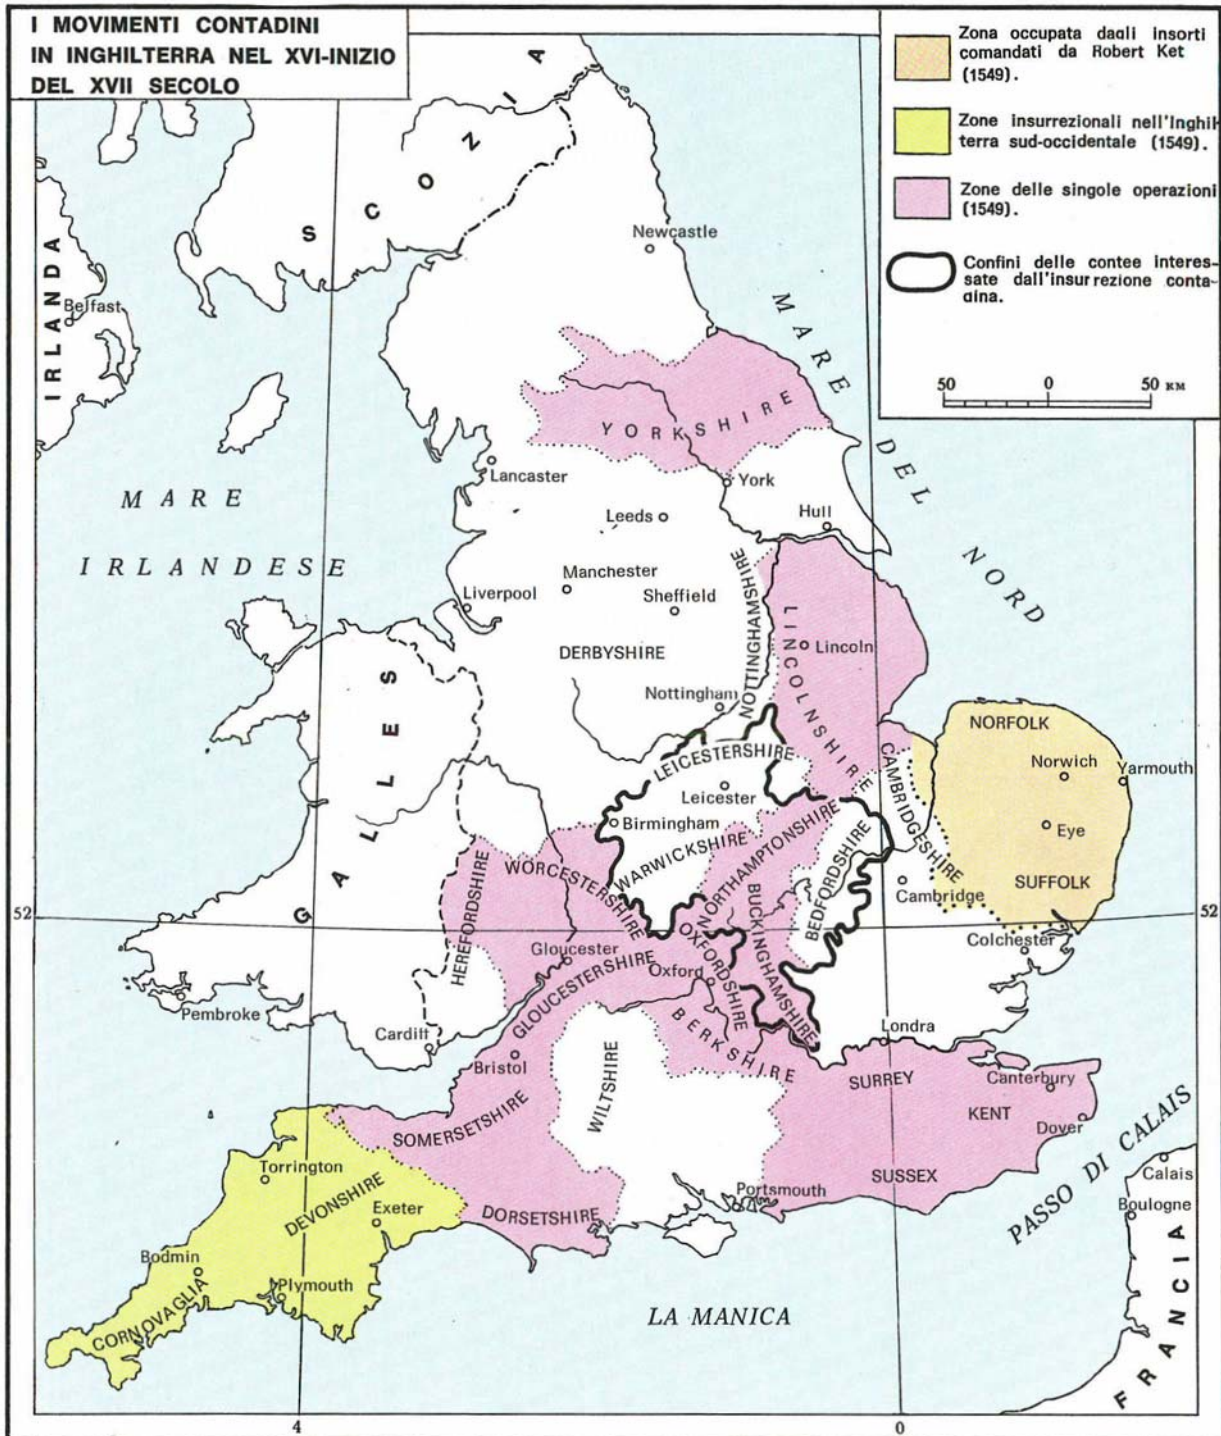 I MOVIMENTI CONTADINI
IN INGHILTERRA NEL XVI-INIZIO
DEL XVII SECOLO
Zona occupata dagli insorti
comandati da Robert Ket
(1549).
Zone insurrezionali nell'Inghil
terra sud-occidentale (1549).
Zone delle singole operazioni
(1549).
Confini delle contee interes-
sate dall'insurrezione conta-
dina.
50 0 50 KM
SCOZIA
IRLANDA
Belfast
Newcastle
MARE DEL NORD
YORKSHIRE
Lancaster
York
MARE
IRLANDESE
Leeds
Hull
Manchester
Liverpool
Sheffield
NOTTINGHAMSHIRE
LINCOLNSHIRE
Lincoln
DERBYSHIRE
GALLES
Nottingham
NORFOLK
LEICESTERSHIRE
Norwich
Yarmouth
Leicester
CAMBRIDGESHIRE
Birmingham
Eye
WARWICKSHIRE
NORTHAMPTONSHIRE
BEDFORDSHIRE
WORCESTERSHIRE
HEREFORDSHIRE
Cambridge
SUFFOLK
BUCKINGHAMSHIRE
52
52
Colchester
Gloucester
OXFORDSHIRE
Oxford
GLOUCESTERSHIRE
Pembroke
Cardiff
Londra
BERKSHIRE
Bristol
WILTSHIRE
SURREY
Canterbury
KENT
Dover
SOMERSETSHIRE
PASSO DI CALAIS
Torrington
SUSSEX
Calais
DEVONSHIRE
Portsmouth
Boulogne
Exeter
DORSETSHIRE
Bodmin
Plymouth
CORNOVAGLIA
LA MANICA
FRANCIA
4
0